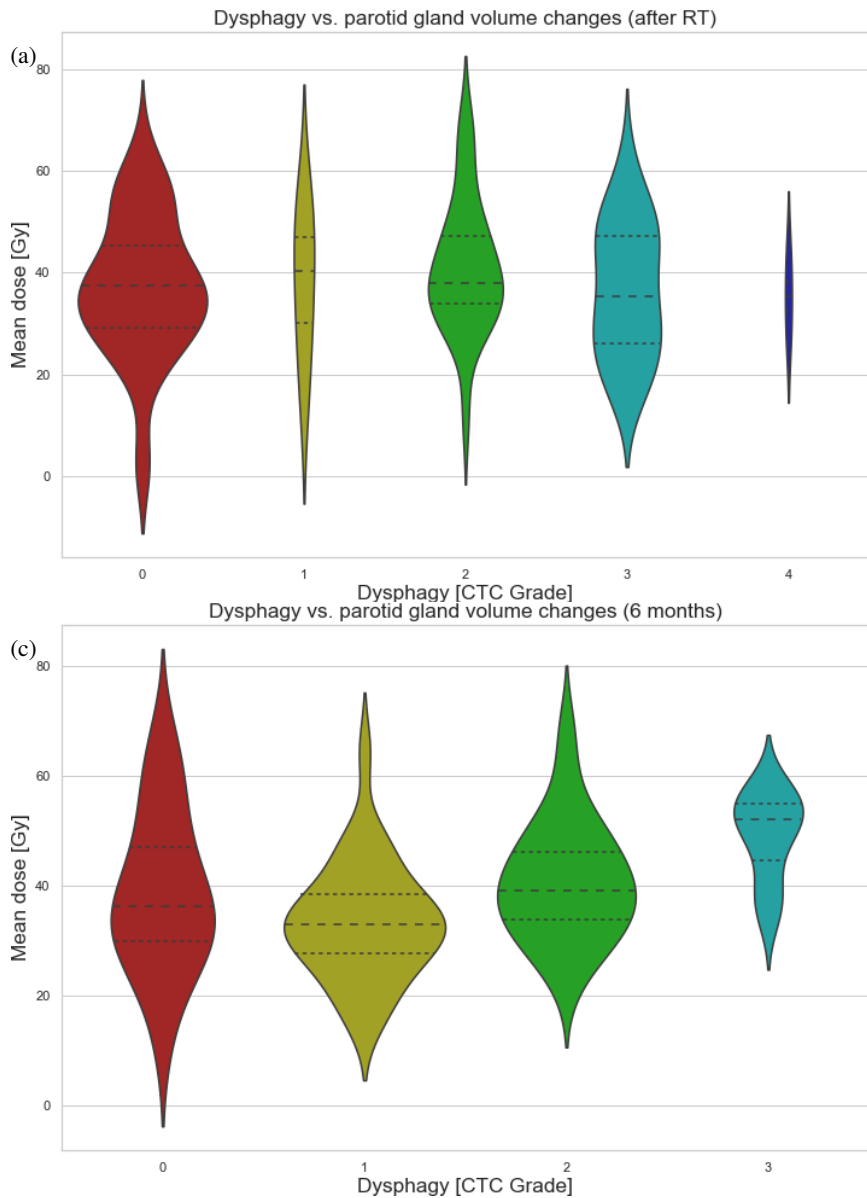 Dysphagy vs. parotid gland volume changes (after RT)
(a)
80
60
40
20
0
Mean dose [Gy]
0 1 2 3 4
Dysphagy [CTC Grade]
Dysphagy vs. parotid gland volume changes (6 months)
(c)
80
60
40
20
0
Mean dose [Gy]
0 1 2 3
Dysphagy [CTC Grade]